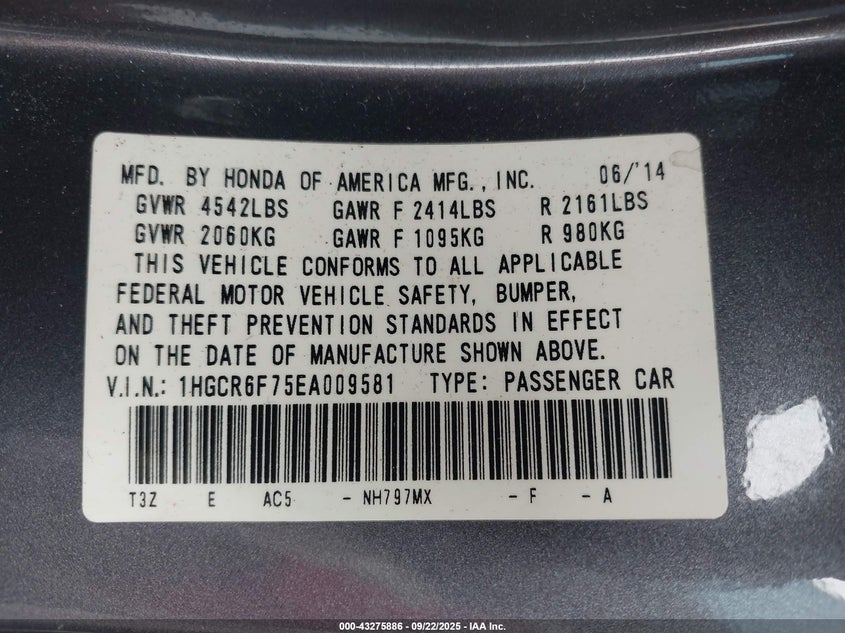 MFD. BY HONDA OF AMERICA MFG., INC. 06/'14
GVWR 4542LBS GAWR F 2414LBS R 2161LBS
GVWR 2060KG GAWR F 1095KG R 980KG
THIS VEHICLE CONFORMS TO ALL APPLICABLE
FEDERAL MOTOR VEHICLE SAFETY, BUMPER,
AND THEFT PREVENTION STANDARDS IN EFFECT
ON THE DATE OF MANUFACTURE SHOWN ABOVE.
V.I.N.: 1HGCR6F75EA009581 TYPE: PASSENGER CAR
T3Z E AC5 - NH797MX - F - A
000-43275886 - 09/22/2025 - IAA Inc.